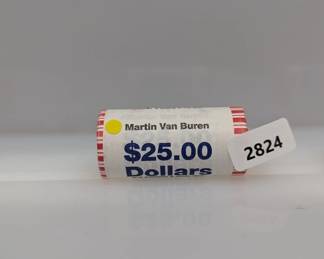 Martin Van Buren
$25.00
Dollars
2824